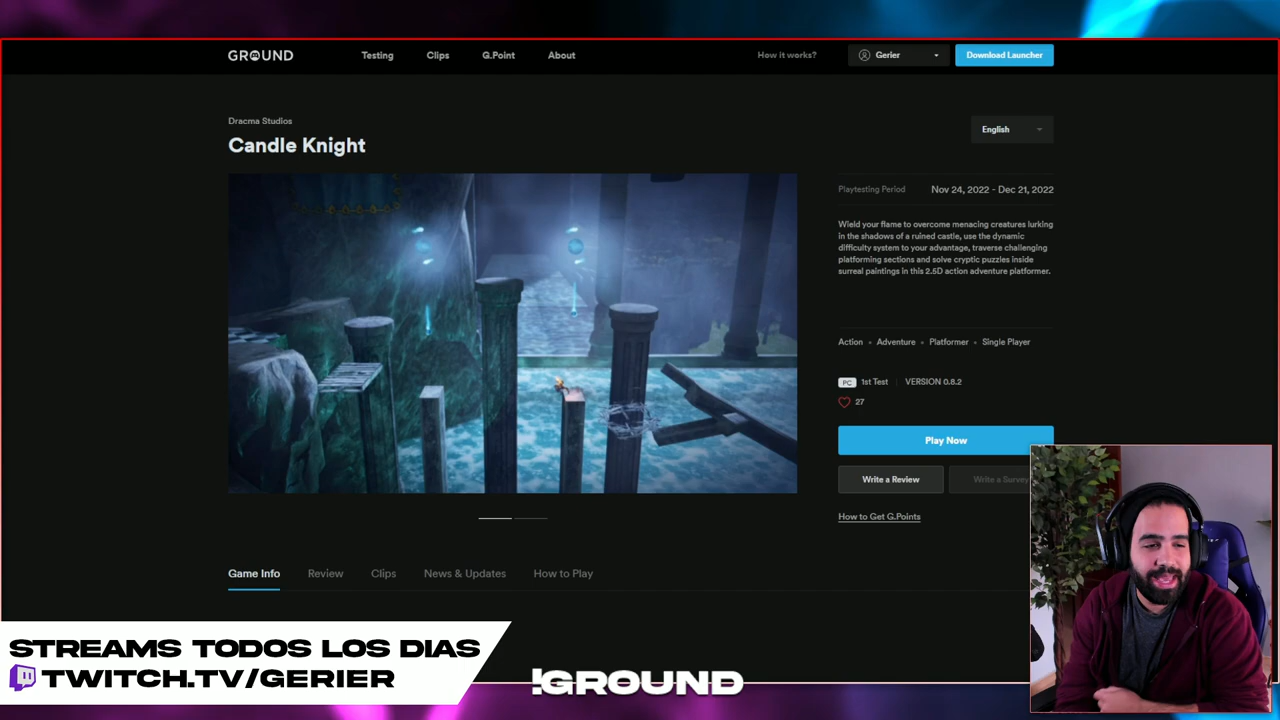 GROUND
Testing
Clips
G.Point
About
How it works?
Gerier
Download Launcher
Dracma Studios
Candle Knight
English
Playtesting Period
Nov 24, 2022 - Dec 21, 2022
Wield your flame to overcome menacing creatures lurking
in the shadows of a ruined castle, use the dynamic
difficulty system to your advantage, traverse challenging
platforming sections and solve cryptic puzzles inside
surreal paintings in this 2.5D action adventure platformer.
Action • Adventure • Platformer • Single Player
PC 1st Test | VERSION 0.8.2
27
Play Now
Write a Review
Write a Survey
How to Get G.Points
Game Info
Review
Clips
News & Updates
How to Play
STREAMS TODOS LOS DIAS
TWITCH.TV/GERIER
!GROUND